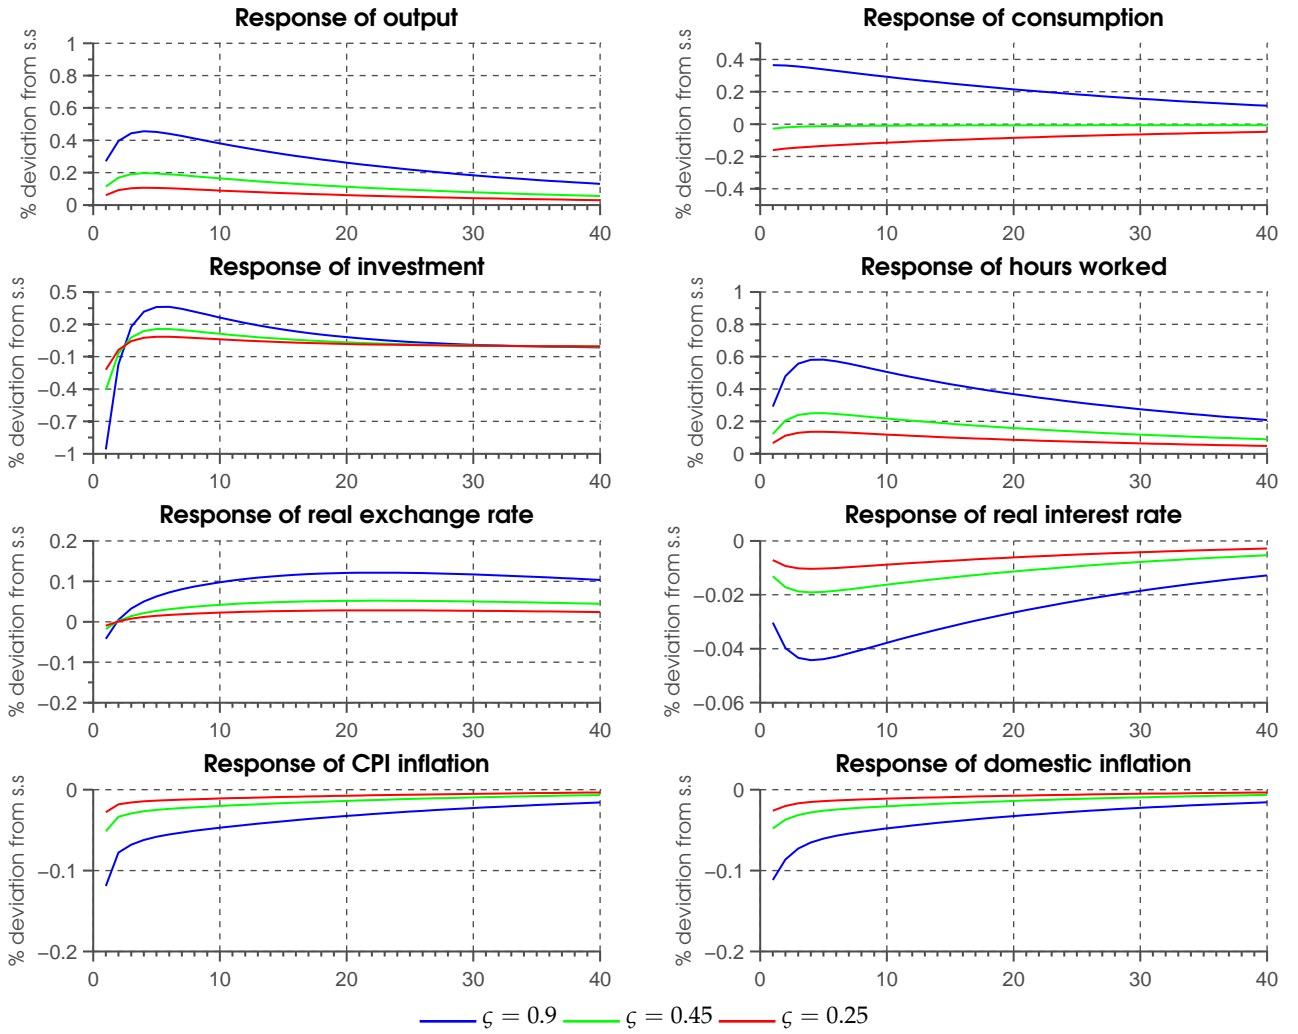 Response of output
% deviation from s.s
1
0.8
0.6
0.4
0.2
0
0 10 20 30 40
Response of consumption
% deviation from s.s
0.4
0.2
0
−0.2
−0.4
0 10 20 30 40
Response of investment
% deviation from s.s
0.5
0.2
−0.1
−0.4
−0.7
−1
0 10 20 30 40
Response of hours worked
% deviation from s.s
1
0.8
0.6
0.4
0.2
0
0 10 20 30 40
Response of real exchange rate
% deviation from s.s
0.2
0.1
0
−0.1
−0.2
0 10 20 30 40
Response of real interest rate
% deviation from s.s
0
−0.02
−0.04
−0.06
0 10 20 30 40
Response of CPI inflation
% deviation from s.s
0
−0.1
−0.2
0 10 20 30 40
Response of domestic inflation
% deviation from s.s
0
−0.1
−0.2
0 10 20 30 40
ς = 0.9 ς = 0.45 ς = 0.25